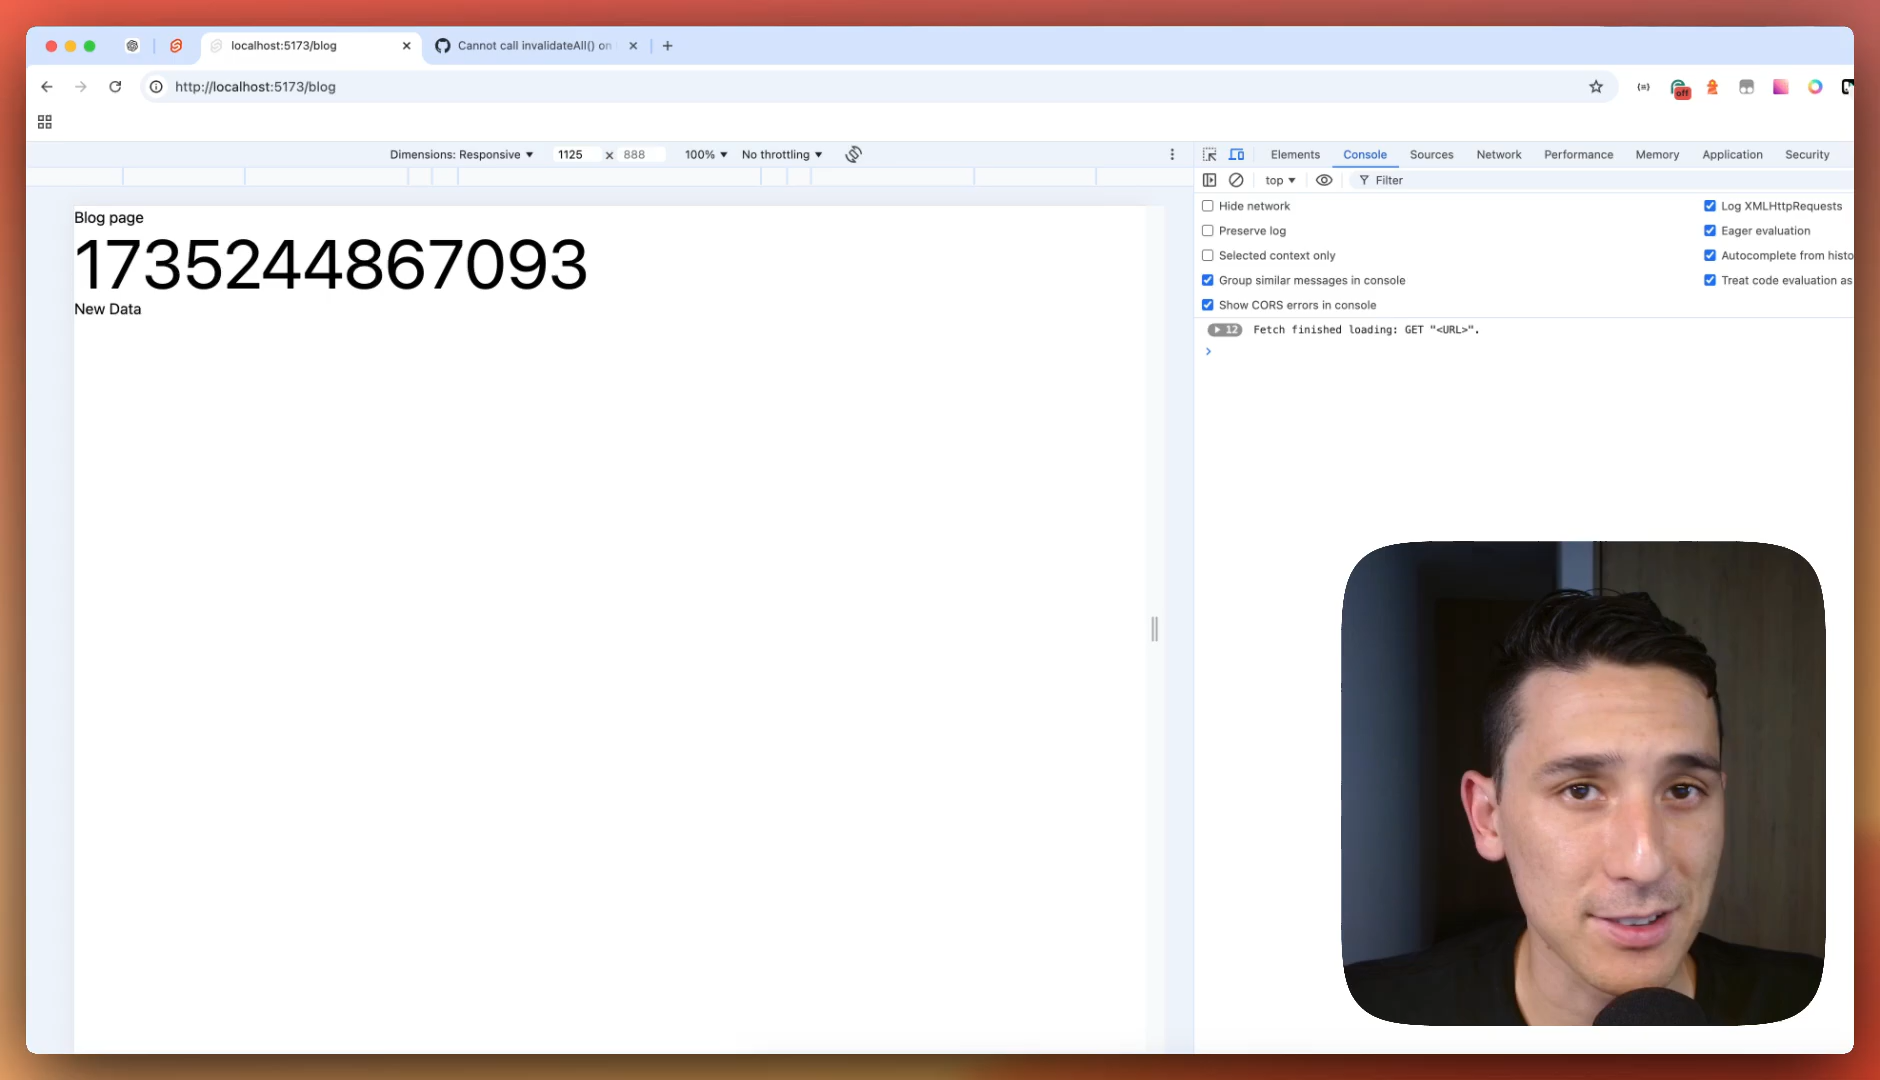 localhost:5173/blog
Cannot call invalidateAll() on
http://localhost:5173/blog
off
Dimensions: Responsive
1125 x 888
100%
No throttling
Elements
Console
Sources
Network
Performance
Memory
Application
Security
top
Filter
Hide network
Log XMLHttpRequests
Preserve log
Eager evaluation
Selected context only
Autocomplete from histo
Group similar messages in console
Treat code evaluation as
Show CORS errors in console
12 Fetch finished loading: GET "<URL>".
Blog page
1735244867093
New Data